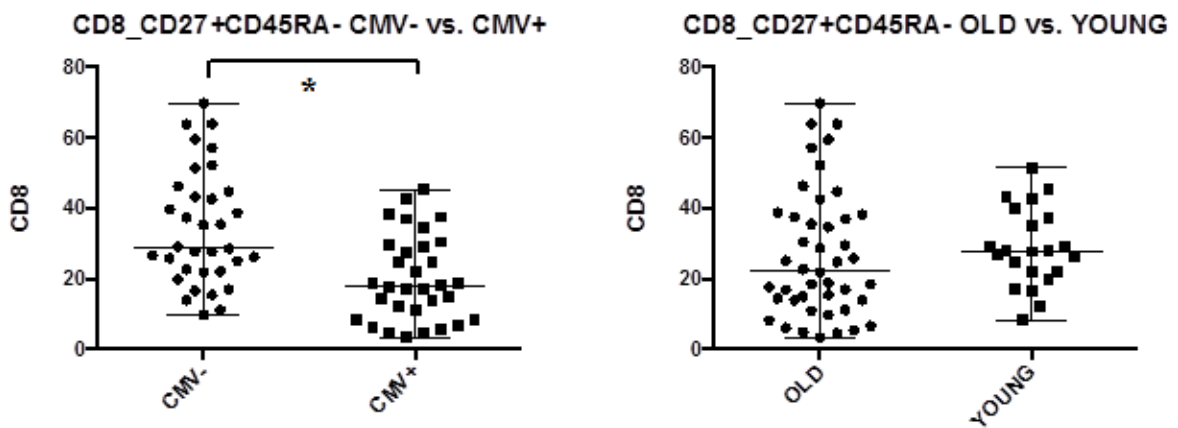 CD8_CD27+CD45RA- CMV- vs. CMV+
80
60
40
20
0
CD8
*
CMV-
CMV+
CD8_CD27+CD45RA- OLD vs. YOUNG
80
60
40
20
0
CD8
OLD
YOUNG